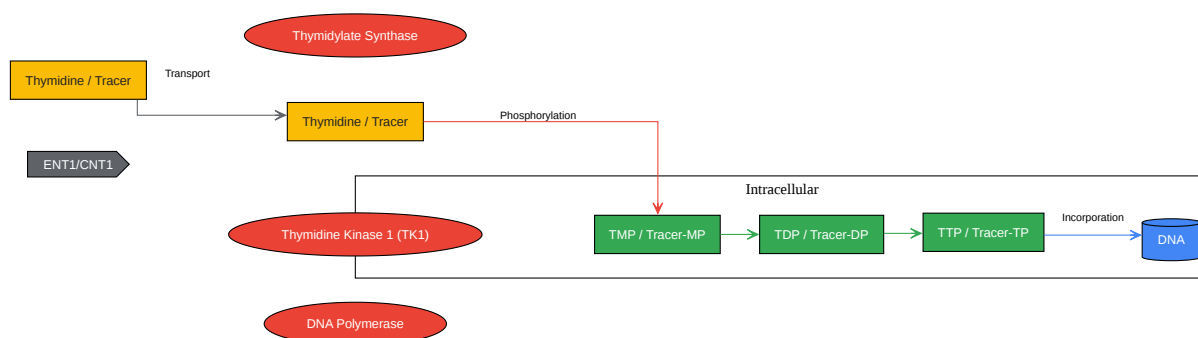 Thymidylate Synthase
Thymidine / Tracer
Transport
Thymidine / Tracer
Phosphorylation
ENT1/CNT1
Intracellular
Thymidine Kinase 1 (TK1)
TMP / Tracer-MP
TDP / Tracer-DP
TTP / Tracer-TP
Incorporation
DNA
DNA Polymerase